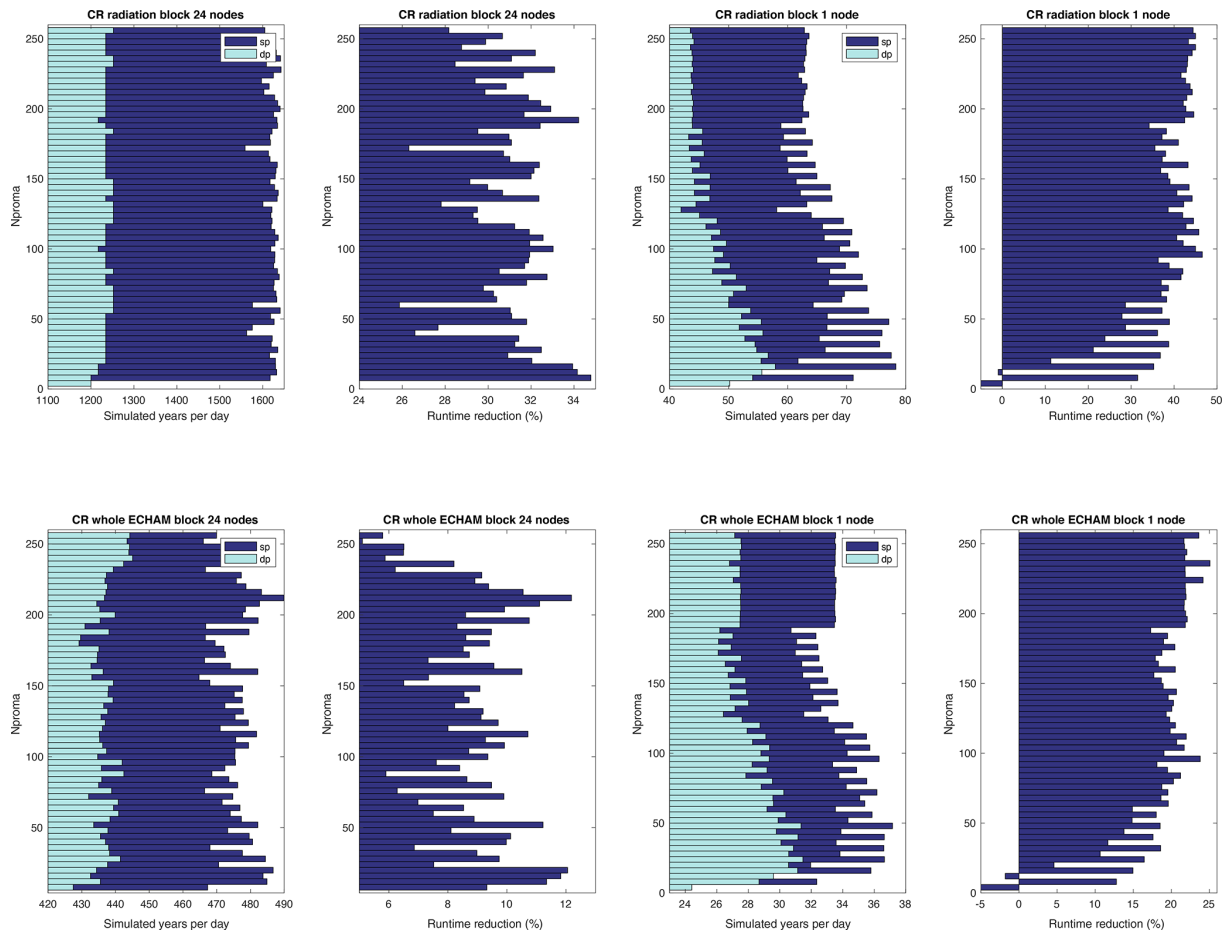 CR radiation block 24 nodes
250
200
150
100
50
0
Nproma
1100 1200 1300 1400 1500 1600
Simulated years per day
sp
dp
CR radiation block 24 nodes
250
200
150
100
50
0
Nproma
24 26 28 30 32 34
Runtime reduction (%)
CR radiation block 1 node
250
200
150
100
50
0
Nproma
40 50 60 70 80
Simulated years per day
sp
dp
CR radiation block 1 node
250
200
150
100
50
0
Nproma
0 10 20 30 40 50
Runtime reduction (%)
CR whole ECHAM block 24 nodes
250
200
150
100
50
Nproma
420 430 440 450 460 470 480 490
Simulated years per day
sp
dp
CR whole ECHAM block 24 nodes
250
200
150
100
50
Nproma
6 8 10 12
Runtime reduction (%)
CR whole ECHAM block 1 node
250
200
150
100
50
0
Nproma
24 26 28 30 32 34 36 38
Simulated years per day
sp
dp
CR whole ECHAM block 1 node
250
200
150
100
50
0
Nproma
-5 0 5 10 15 20 25
Runtime reduction (%)